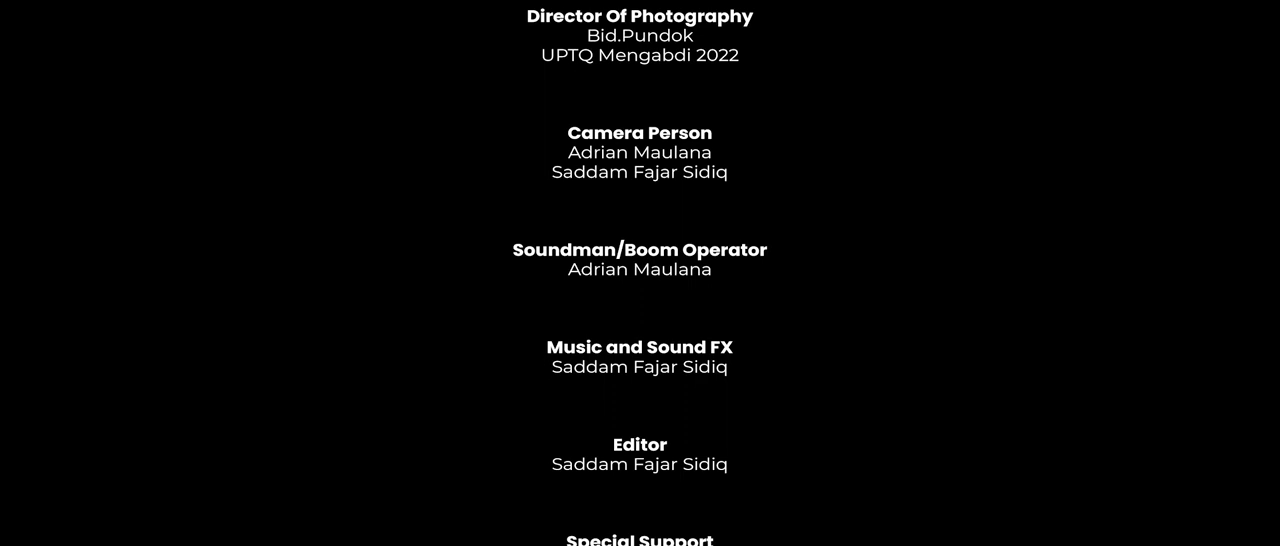 Director Of Photography
Bid.Pundok
UPTQ Mengabdi 2022
Camera Person
Adrian Maulana
Saddam Fajar Sidiq
Soundman/Boom Operator
Adrian Maulana
Music and Sound FX
Saddam Fajar Sidiq
Editor
Saddam Fajar Sidiq
Special Support